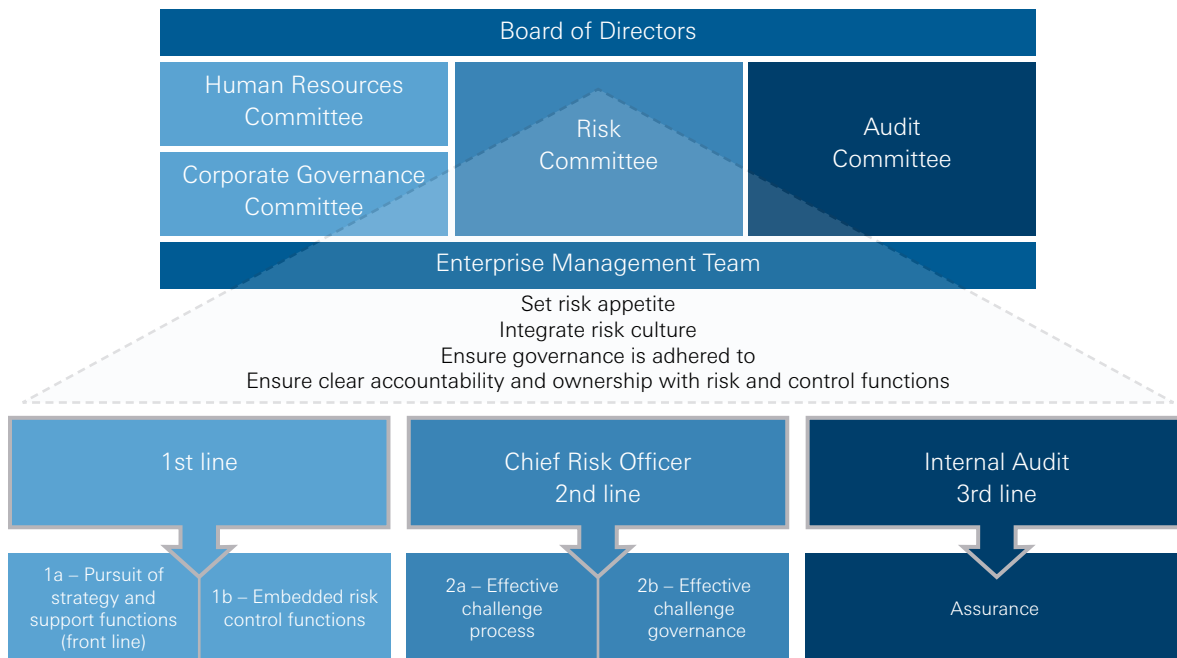 Board of Directors
Human Resources
Committee
Corporate Governance
Committee
Risk
Committee
Audit
Committee
Enterprise Management Team
Set risk appetite
Integrate risk culture
Ensure governance is adhered to
Ensure clear accountability and ownership with risk and control functions
1st line
Chief Risk Officer
2nd line
Internal Audit
3rd line
1a – Pursuit of
strategy and
support functions
(front line)
1b – Embedded risk
control functions
2a – Effective
challenge
process
2b – Effective
challenge
governance
Assurance